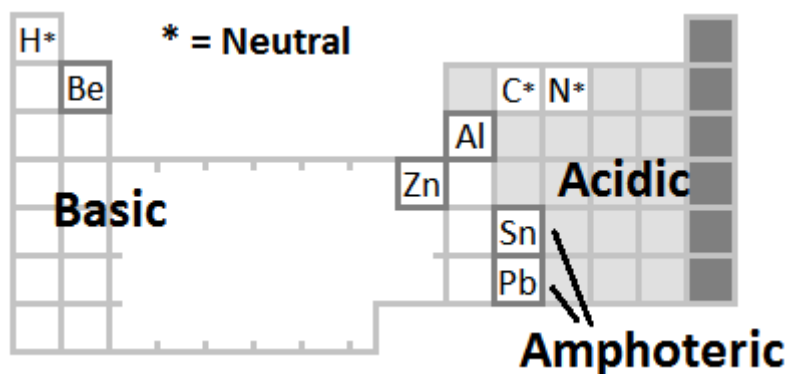 H* * = Neutral
Be C* N*
Al
Zn Acidic
Basic
Sn
Pb
Amphoteric